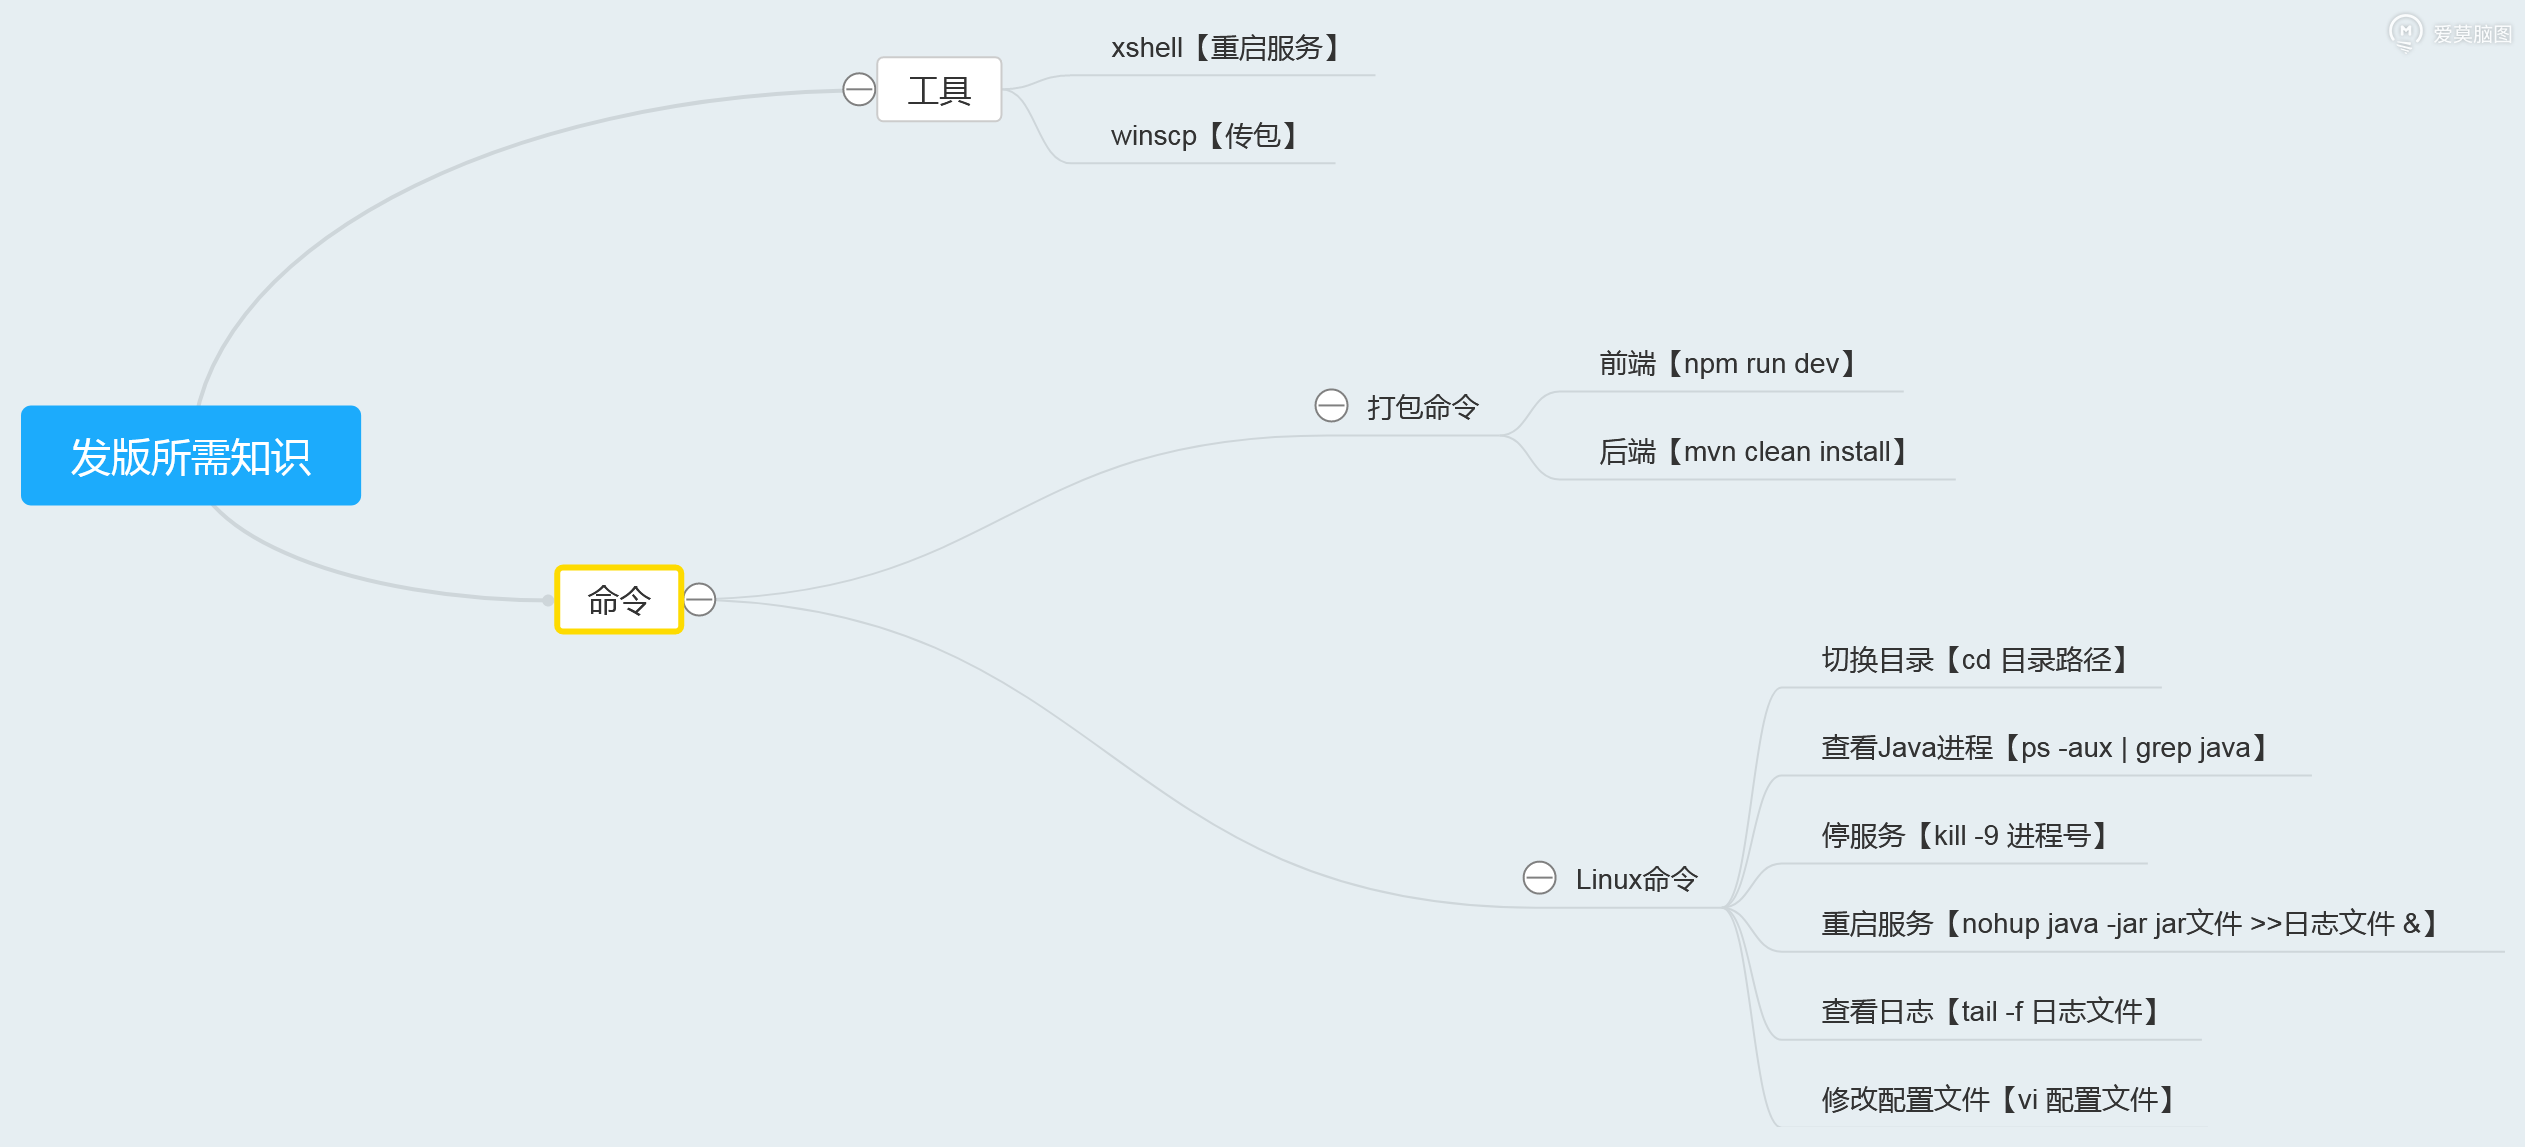 爱莫脑图
发版所需知识
工具
xshell【重启服务】
winscp【传包】
命令
打包命令
前端【npm run dev】
后端【mvn clean install】
Linux命令
切换目录【cd 目录路径】
查看Java进程【ps -aux | grep java】
停服务【kill -9 进程号】
重启服务【nohup java -jar jar文件 >>日志文件 &】
查看日志【tail -f 日志文件】
修改配置文件【vi 配置文件】